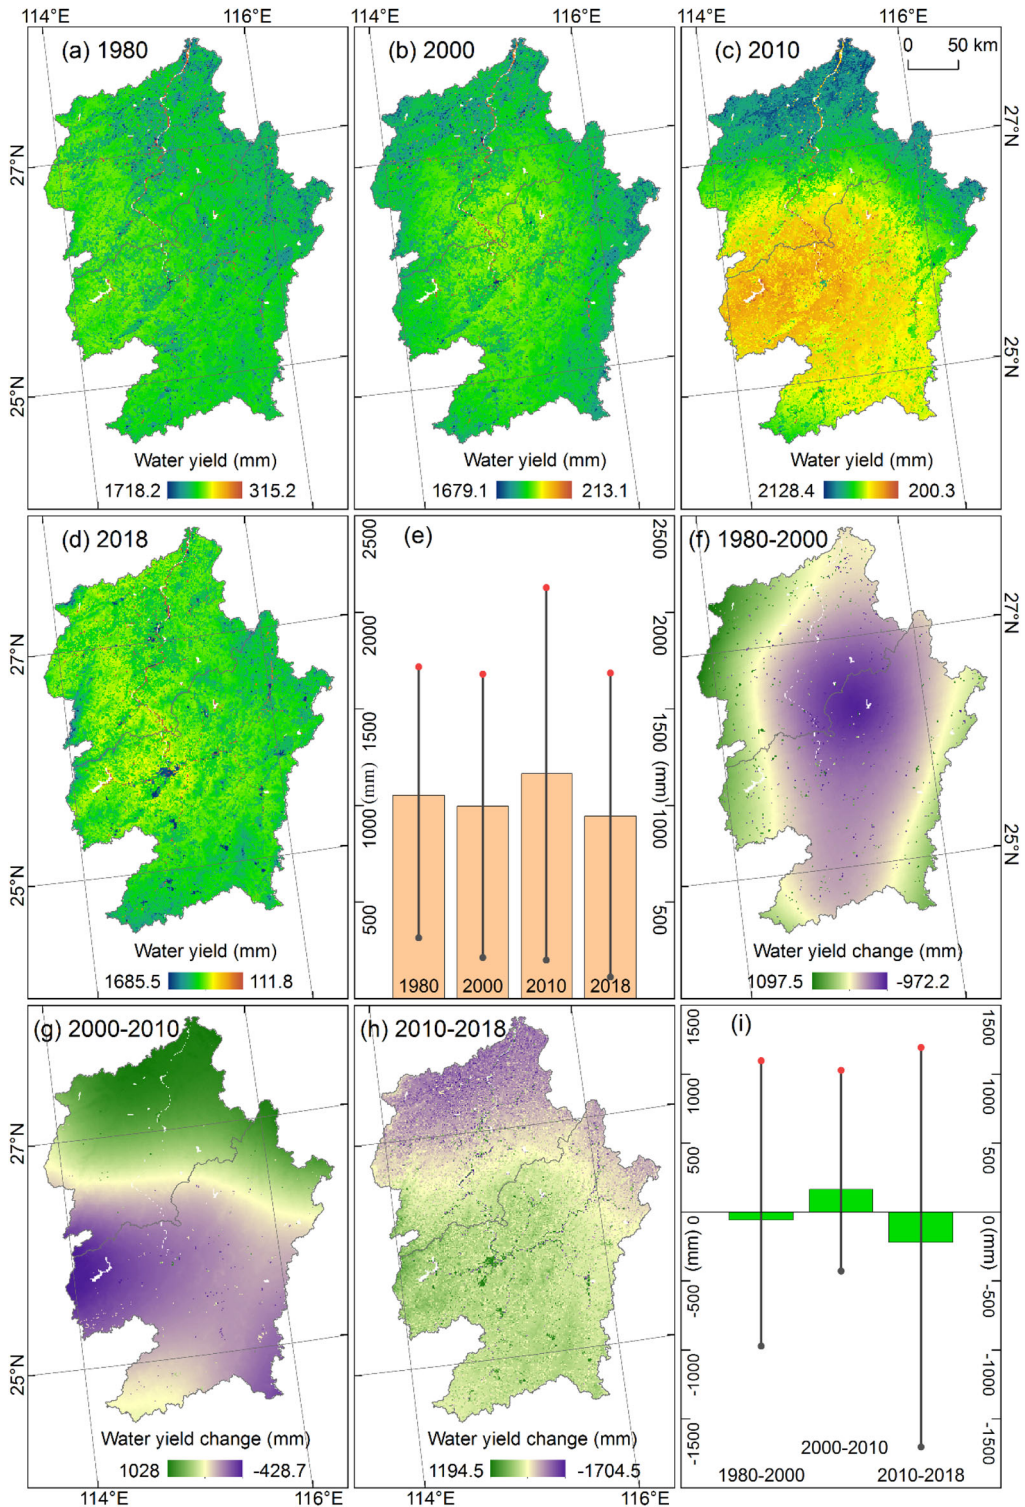 114°E 116°E 114°E 116°E 114°E 116°E
(a) 1980
(b) 2000
(c) 2010
0 50 km
27°N
25°N
27°N
25°N
Water yield (mm)
1718.2 315.2
114°E 116°E
Water yield (mm)
1679.1 213.1
Water yield (mm)
2128.4 200.3
(d) 2018
27°N
25°N
Water yield (mm)
1685.5 111.8
(e)
2500
2000
1500
1000 (mm)
500
2500
2000
1500
1000 (mm)
500
1980 2000 2010 2018
(f) 1980-2000
27°N
25°N
Water yield change (mm)
1097.5 -972.2
(g) 2000-2010
27°N
25°N
Water yield change (mm)
1028 -428.7
(h) 2010-2018
Water yield change (mm)
1194.5 -1704.5
(i)
1500
1000
500
0 (mm)
-500
-1000
-1500
1500
1000
500
0 (mm)
-500
-1000
-15000
2000-2010
1980-2000 2010-2018
114°E 116°E 114°E 116°E